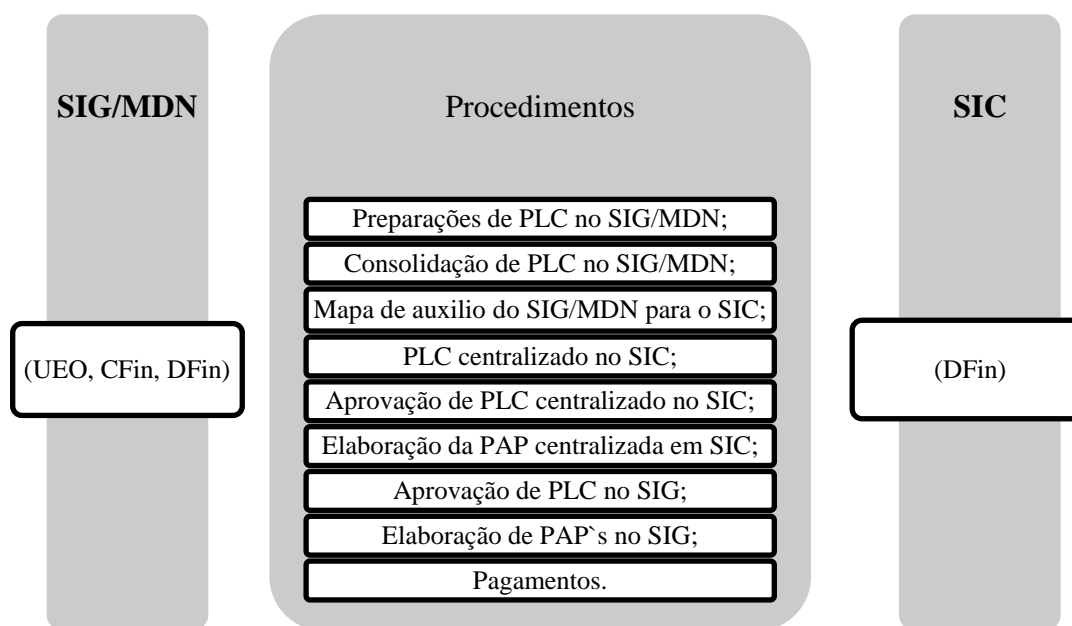 SIG/MDN
Procedimentos
SIC
Preparações de PLC no SIG/MDN;
Consolidação de PLC no SIG/MDN;
Mapa de auxilio do SIG/MDN para o SIC;
(UEO, CFin, DFin)
PLC centralizado no SIC;
(DFin)
Aprovação de PLC centralizado no SIC;
Elaboração da PAP centralizada em SIC;
Aprovação de PLC no SIG;
Elaboração de PAP`s no SIG;
Pagamentos.